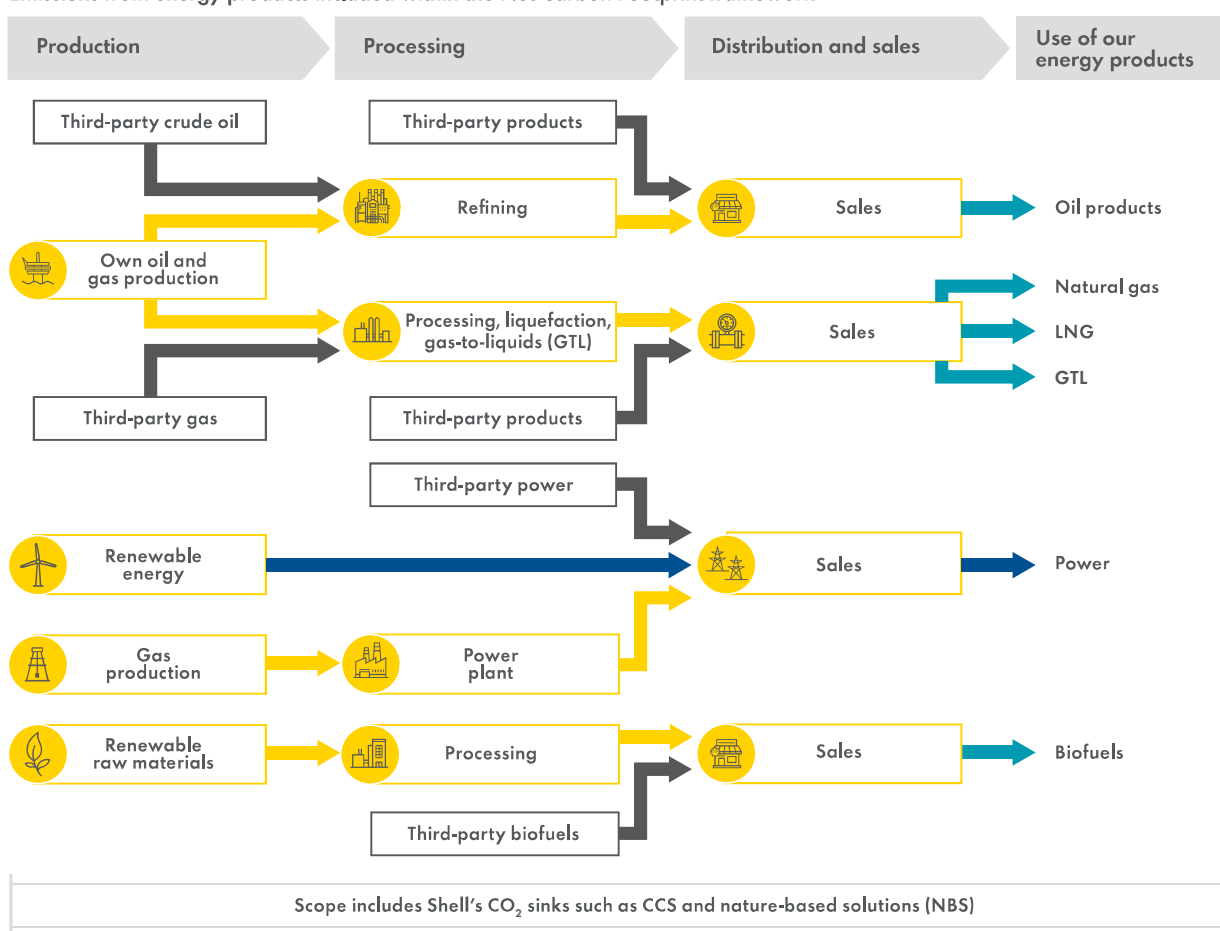 Production
Processing
Distribution and sales
Use of our
energy products
Third-party crude oil
Third-party products
Refining
Sales
Oil products
Own oil and
gas production
Natural gas
Processing, liquefaction,
gas-to-liquids (GTL)
Sales
LNG
GTL
Third-party gas
Third-party products
Third-party power
Renewable
energy
Sales
Power
Gas
production
Power
plant
Renewable
raw materials
Processing
Sales
Biofuels
Third-party biofuels
Scope includes Shell's CO₂ sinks such as CCS and nature-based solutions (NBS)